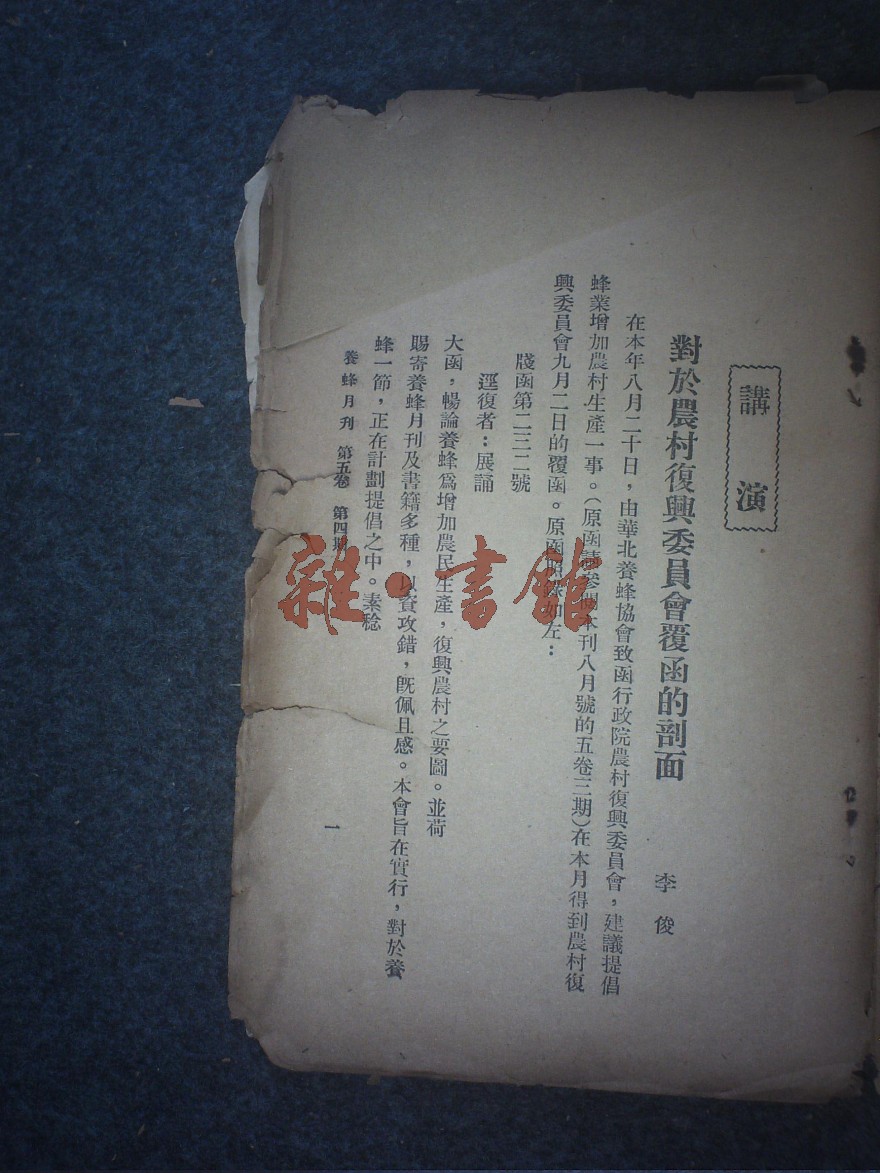 講演
對於農村復興委員會覆函的剖面
李俊
在本年八月二十日，由華北養蜂協會致函行政院農村復興委員會，建議提倡
蜂業增加農村生產一事。(原函請參閱本刊八月號的五卷三期)在本月得到農村復
興委員會九月二日的覆函。原函照錄如左：
牋函第二三二號
逕復者：展誦
大函，暢論養蜂爲增加農民生產，復興農村之要圖。並荷
賜寄養蜂月刊及書籍多種，以資攻錯，旣佩且感。本會旨在實行，對於養
蜂一節，正在計劃提倡之中。素稔
養蜂月刊 第五卷 第四期
一
雜·書館